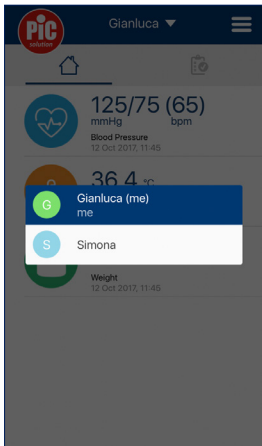 PiC
solution
Gianluca ▼
125/75 (65)
mmHg bpm
Blood Pressure
12 Oct 2017, 11:45
36.4 °C
G
Gianluca (me)
me
S
Simona
Weight
12 Oct 2017, 11:45